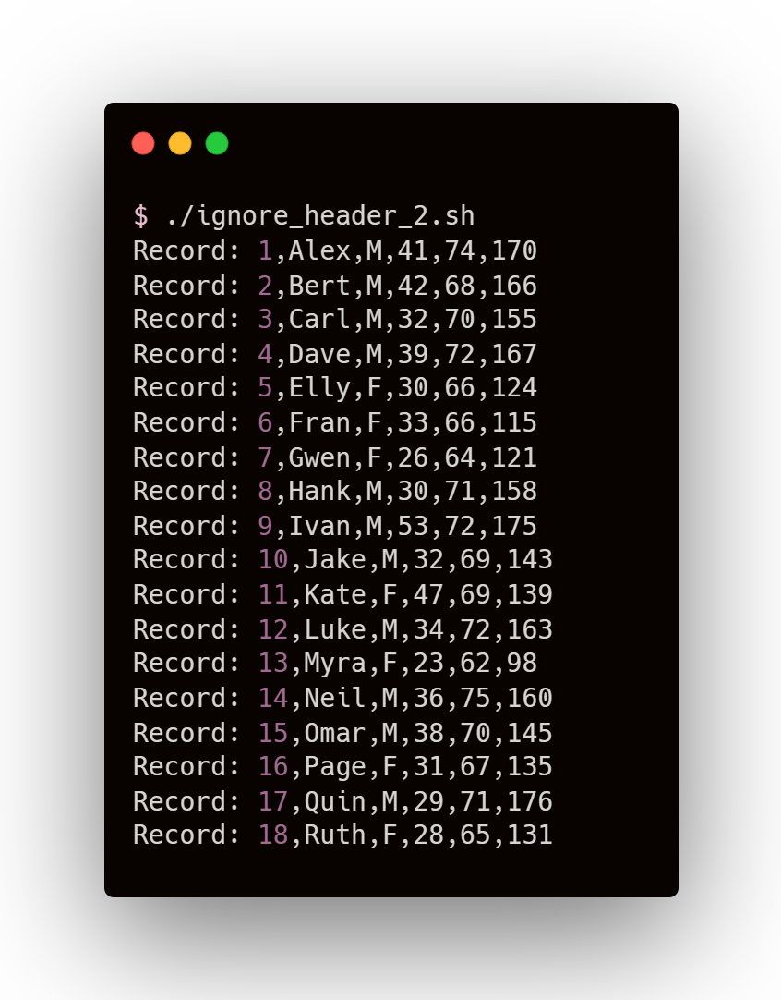 $ ./ignore_header_2.sh
Record: 1,Alex,M,41,74,170
Record: 2,Bert,M,42,68,166
Record: 3,Carl,M,32,70,155
Record: 4,Dave,M,39,72,167
Record: 5,Elly,F,30,66,124
Record: 6,Fran,F,33,66,115
Record: 7,Gwen,F,26,64,121
Record: 8,Hank,M,30,71,158
Record: 9,Ivan,M,53,72,175
Record: 10,Jake,M,32,69,143
Record: 11,Kate,F,47,69,139
Record: 12,Luke,M,34,72,163
Record: 13,Myra,F,23,62,98
Record: 14,Neil,M,36,75,160
Record: 15,Omar,M,38,70,145
Record: 16,Page,F,31,67,135
Record: 17,Quin,M,29,71,176
Record: 18,Ruth,F,28,65,131